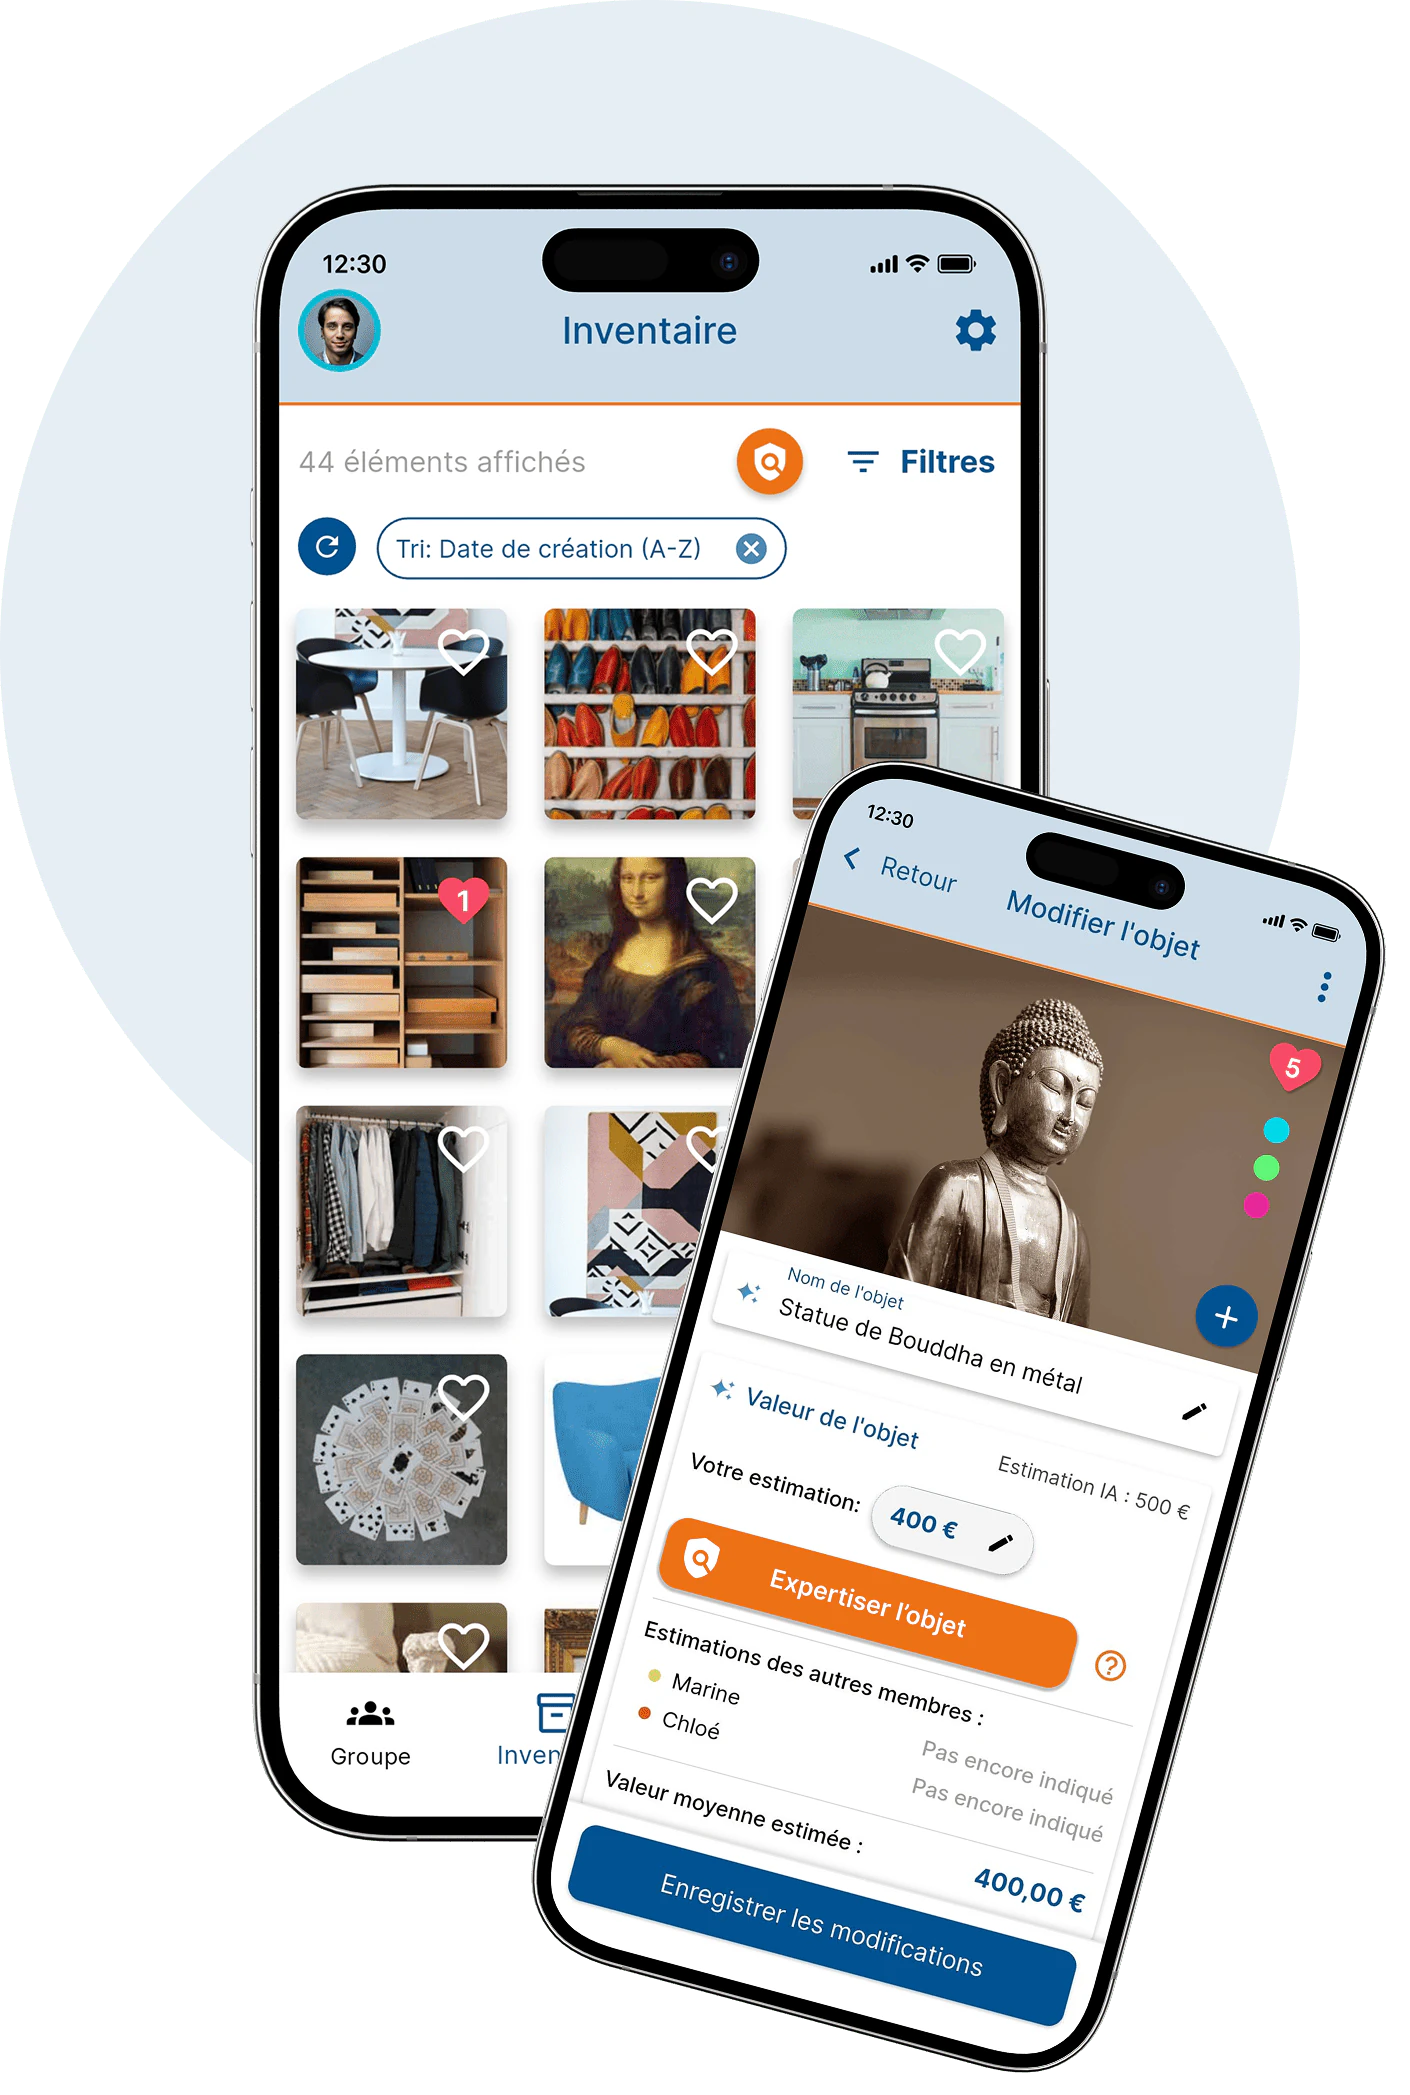 12:30
Inventaire
44 éléments affichés
Filtres
Tri: Date de création (A-Z)
1
Groupe
12:30
Retour
Modifier l'objet
5
Nom de l'objet
Statue de Bouddha en métal
Valeur de l'objet
Estimation IA : 500 €
Votre estimation:
400 €
Expertiser l'objet
Estimations des autres membres :
Marine
Pas encore indiqué
Chloé
Pas encore indiqué
Valeur moyenne estimée :
400,00 €
Enregistrer les modifications